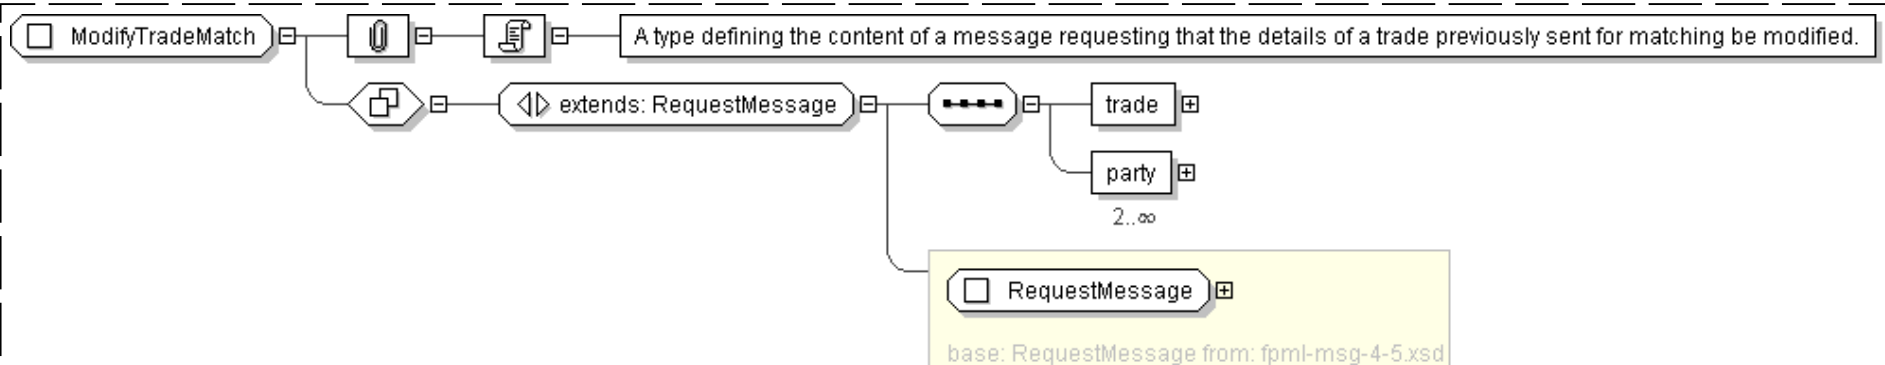 ModifyTradeMatch
A type defining the content of a message requesting that the details of a trade previously sent for matching be modified.
extends: RequestMessage
trade
party
2..∞
RequestMessage
base: RequestMessage from: fpml-msg-4-5.xsd